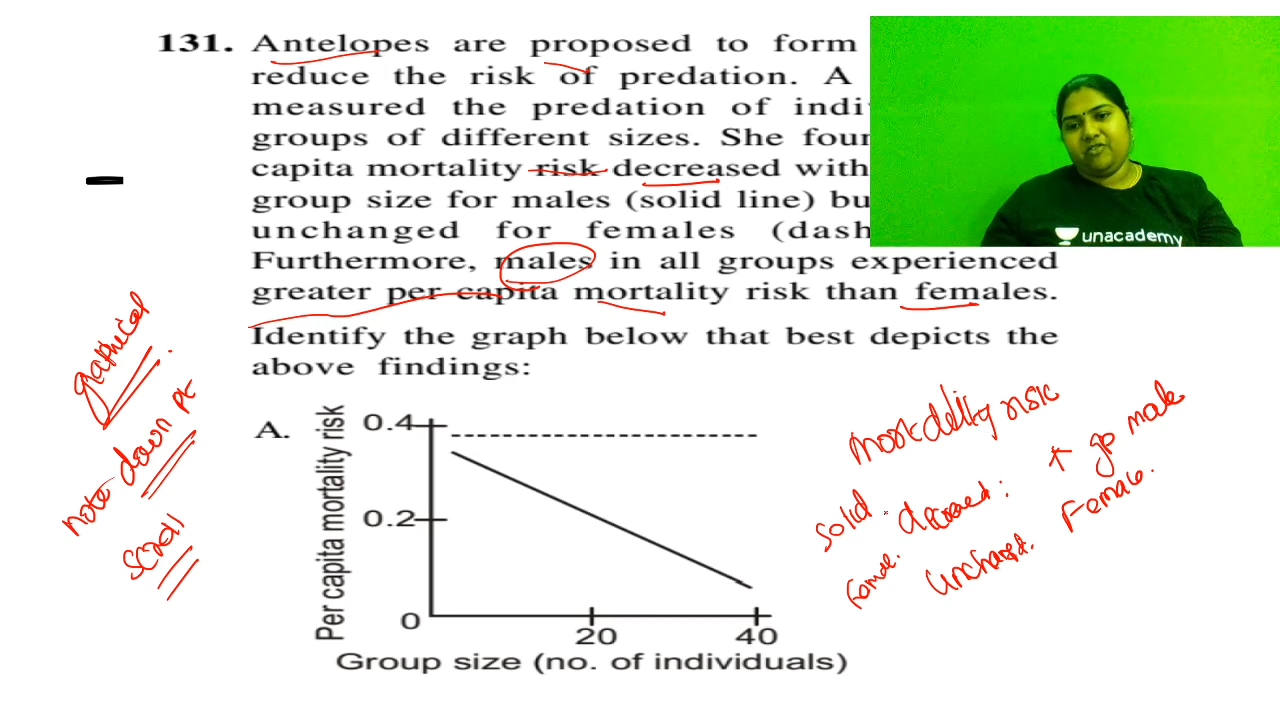 131. Antelopes are proposed to form
reduce the risk of predation. A
measured the predation of indi
groups of different sizes. She foun
capita mortality risk decreased with
group size for males (solid line) bu
unchanged for females (dash
Furthermore, males in all groups experienced
greater per capita mortality risk than females.
Identify the graph below that best depicts the
above findings:
unacademy
graphical
note down pt
scroll
A.
Per capita mortality risk
0.4
0.2
0
20 40
Group size (no. of individuals)
mortality risk
solid decreased: ↑ gp male
Female. unchanged. Female.